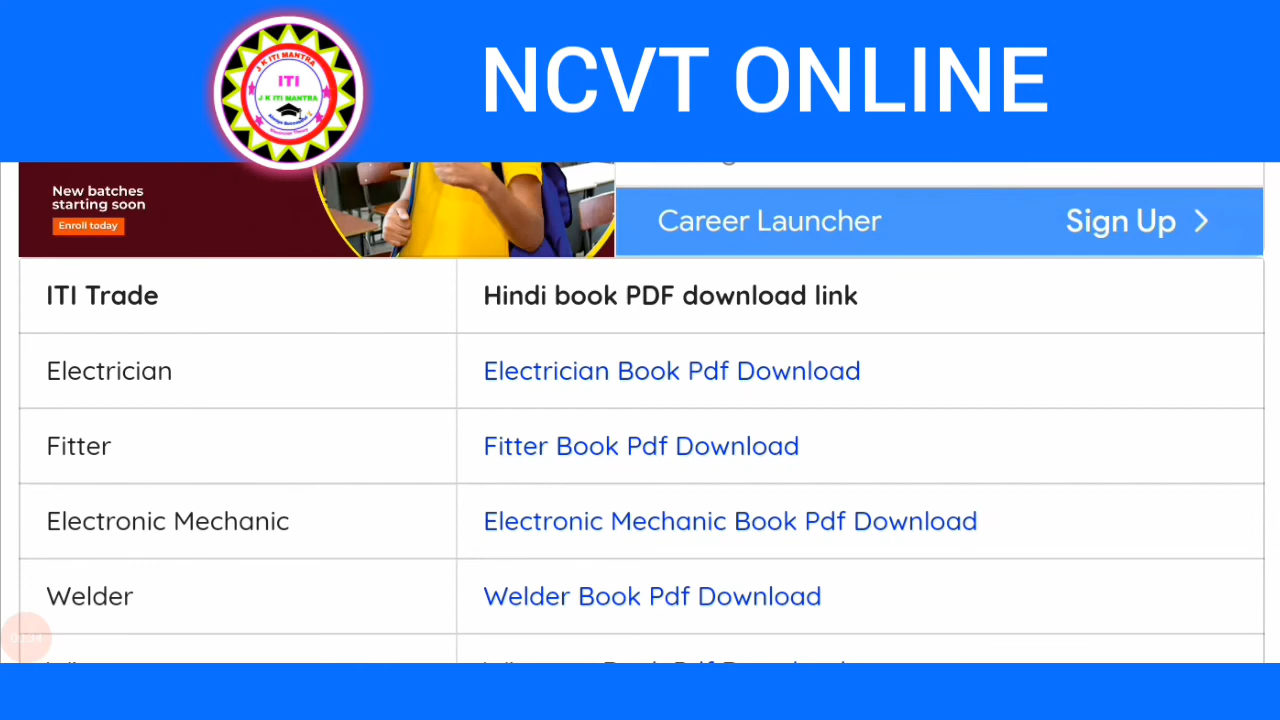 NCVT ONLINE
J K ITI MANTRA
ITI
J K ITI MANTRA
New batches
starting soon
Enroll today
Career Launcher
Sign Up
ITI Trade
Hindi book PDF download link
Electrician
Electrician Book Pdf Download
Fitter
Fitter Book Pdf Download
Electronic Mechanic
Electronic Mechanic Book Pdf Download
Welder
Welder Book Pdf Download